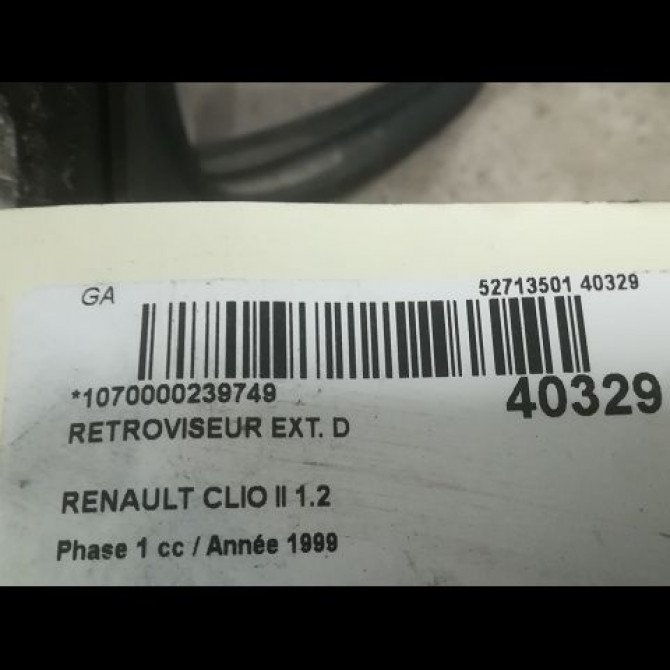 GA 52713501 40329
*1070000239749 40329
RETROVISEUR EXT. D
RENAULT CLIO II 1.2
Phase 1 cc / Année 1999